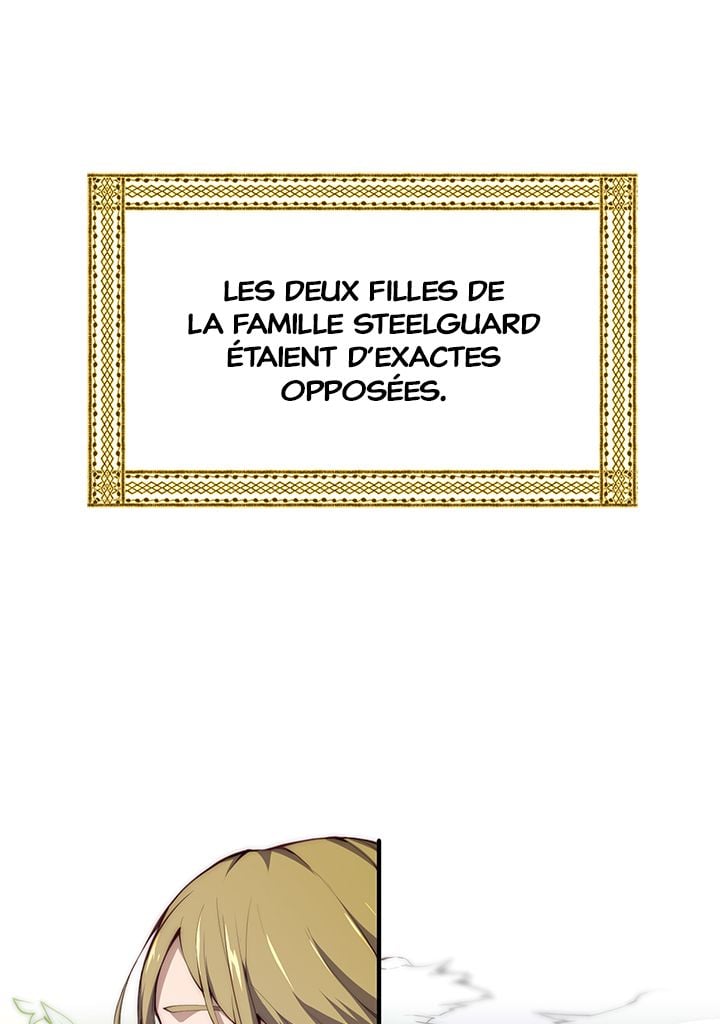 LES DEUX FILLES DE
LA FAMILLE STEELGUARD
ÉTAIENT D'EXACTES
OPPOSÉES.